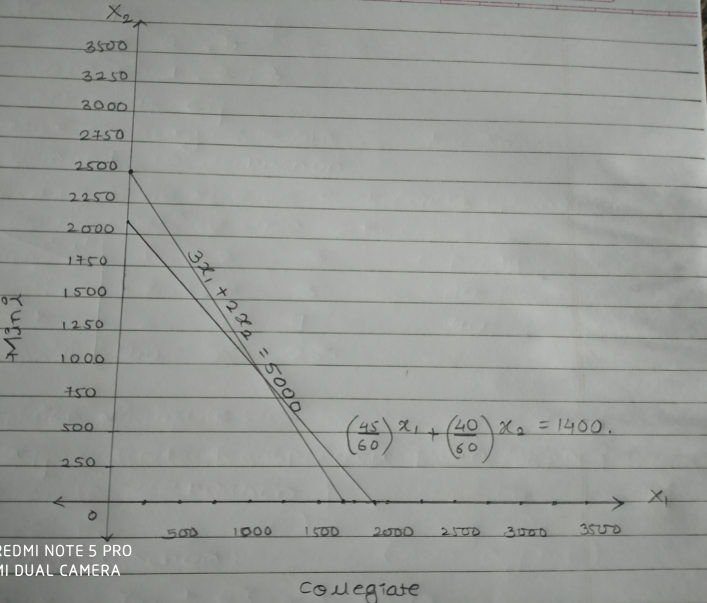 X2
3500
3250
3000
2750
2500
2250
2000
1750
1500
1250
1000
750
500
250
0
Mini
3x1 + 2x2 = 5000
(45/60) x1 + (40/60) x2 = 1400.
X1
500 1000 1500 2000 2500 3000 3500
Collegiate
REDMI NOTE 5 PRO
MI DUAL CAMERA